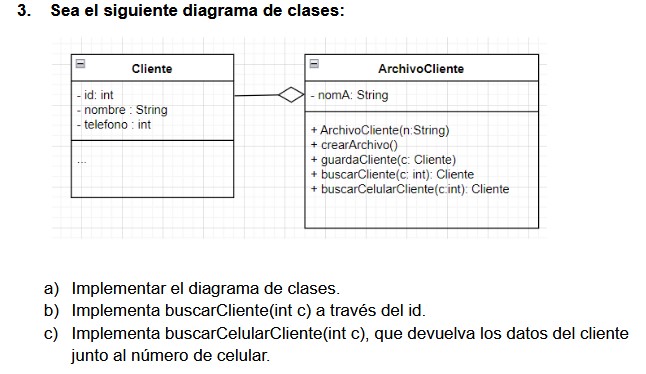 3. Sea el siguiente diagrama de clases:
Cliente
- id: int
- nombre : String
- telefono : int
...
ArchivoCliente
- nomA: String
+ ArchivoCliente(n:String)
+ crearArchivo()
+ guardaCliente(c: Cliente)
+ buscarCliente(c: int): Cliente
+ buscarCelularCliente(c:int): Cliente
a) Implementar el diagrama de clases.
b) Implementa buscarCliente(int c) a través del id.
c) Implementa buscarCelularCliente(int c), que devuelva los datos del cliente
junto al número de celular.